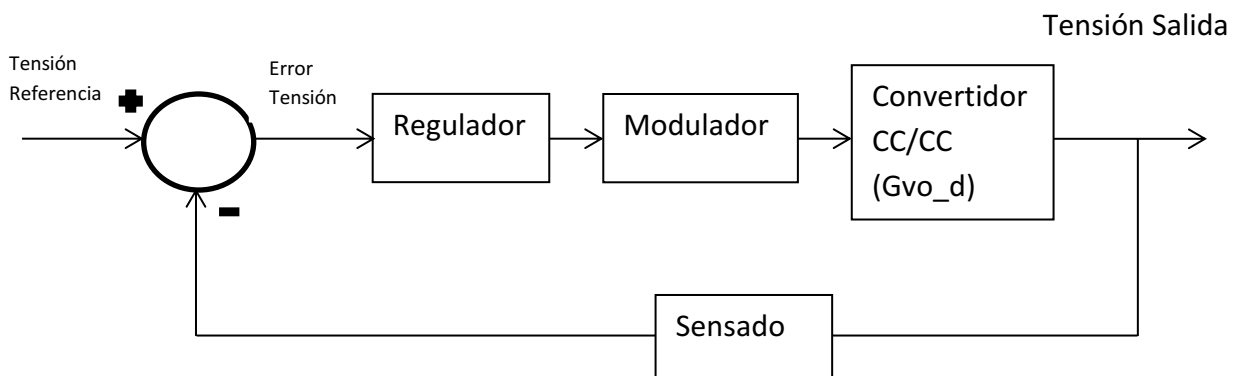 Tensión Salida
Tensión
Referencia
Error
Tensión
Regulador
Modulador
Convertidor
CC/CC
(Gvo_d)
Sensado